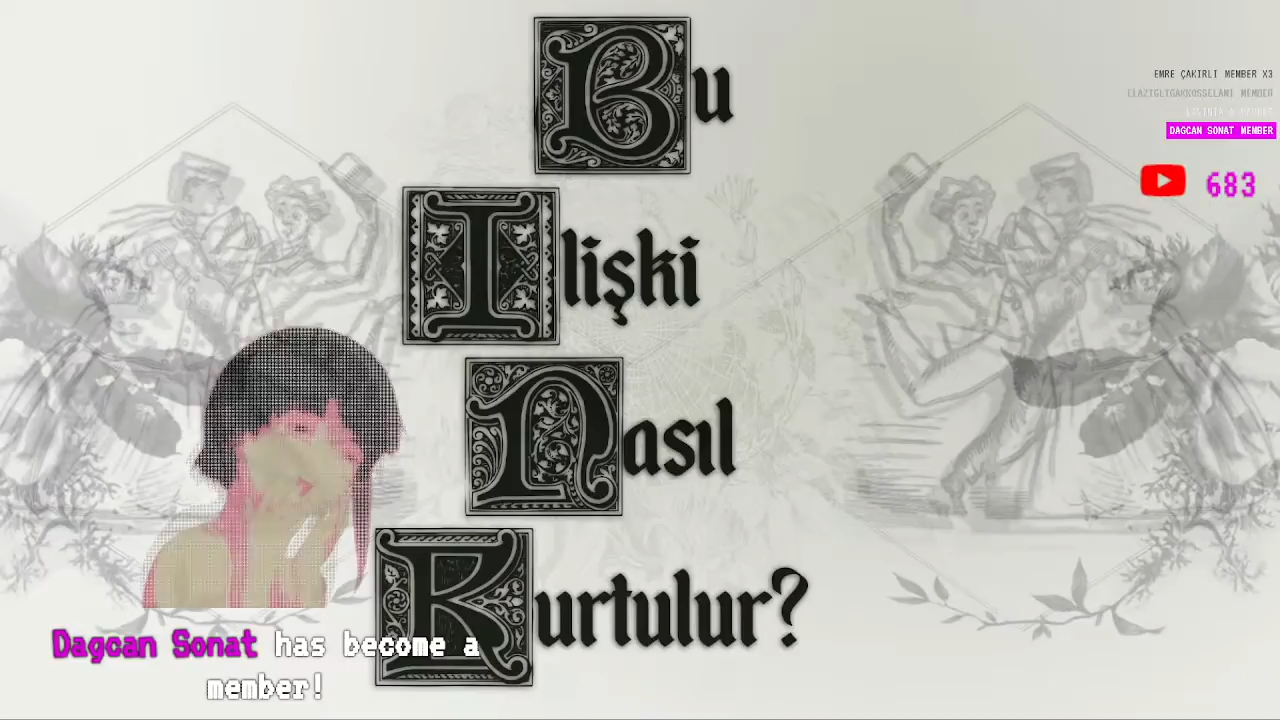 Bu
İlişki
Nasıl
Kurtulur?
EMRE ÇAKIRLI MEMBER X3
DAGCAN SONAT MEMBER
683
Dagcan Sonat has become a
member!